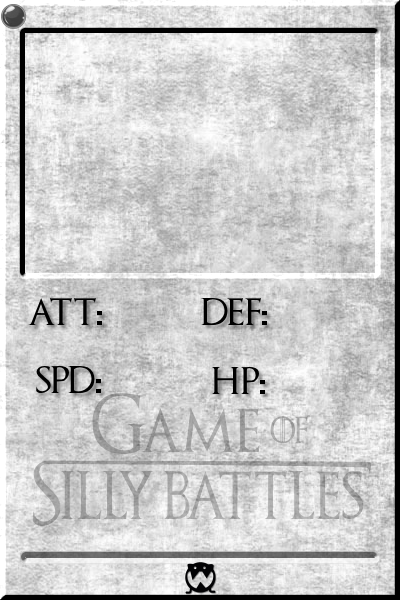 ATT: DEF:
SPD: HP:
GAME OF
SILLY BATTLES
W